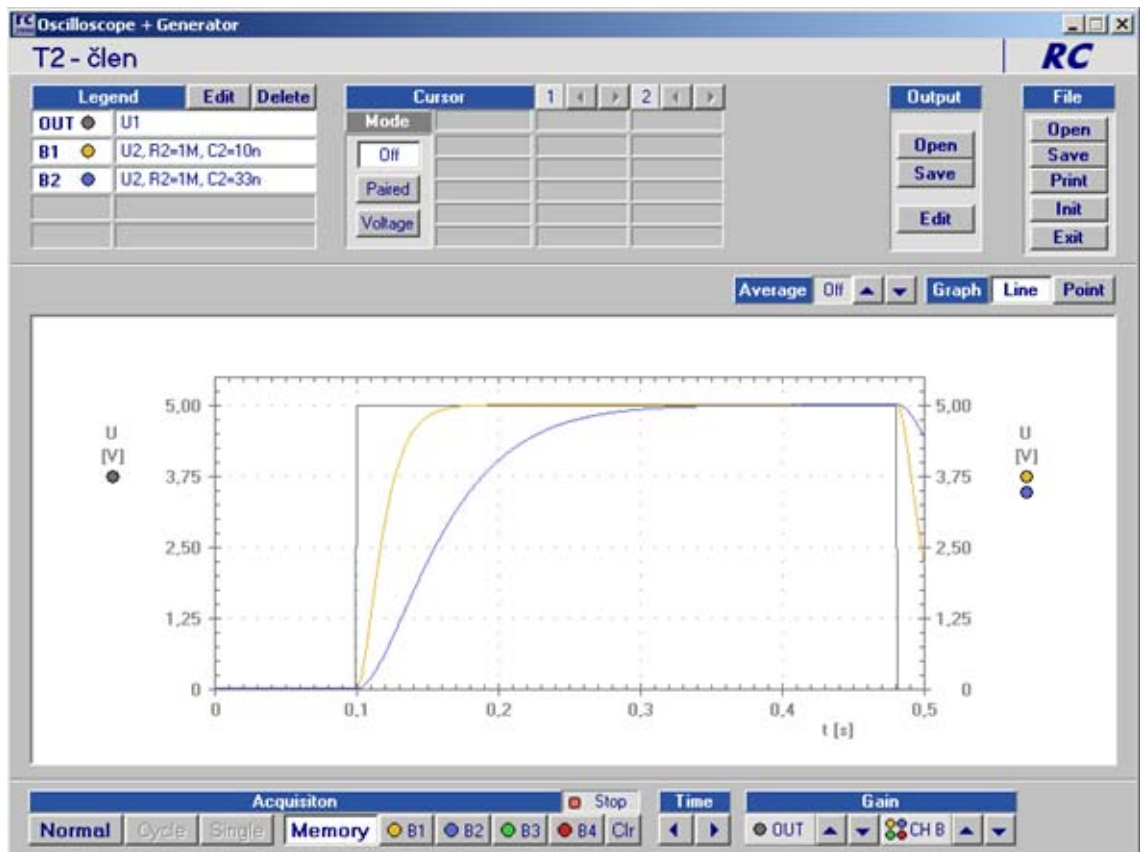 RC Oscilloscope + Generator
T2 - člen
RC
Legend Edit Delete
OUT U1
B1 U2, R2=1M, C2=10n
B2 U2, R2=1M, C2=33n
Cursor 1 2
Mode
Off
Paired
Voltage
Output
Open
Save
Edit
File
Open
Save
Print
Init
Exit
Average Off Graph Line Point
U
[V]
5,00
3,75
2,50
1,25
0
U
[V]
5,00
3,75
2,50
1,25
0
0 0,1 0,2 0,3 0,4 0,5
t [s]
Acquisiton Stop
Normal Cycle Single Memory B1 B2 B3 B4 Clr
Time
Gain
OUT CH B